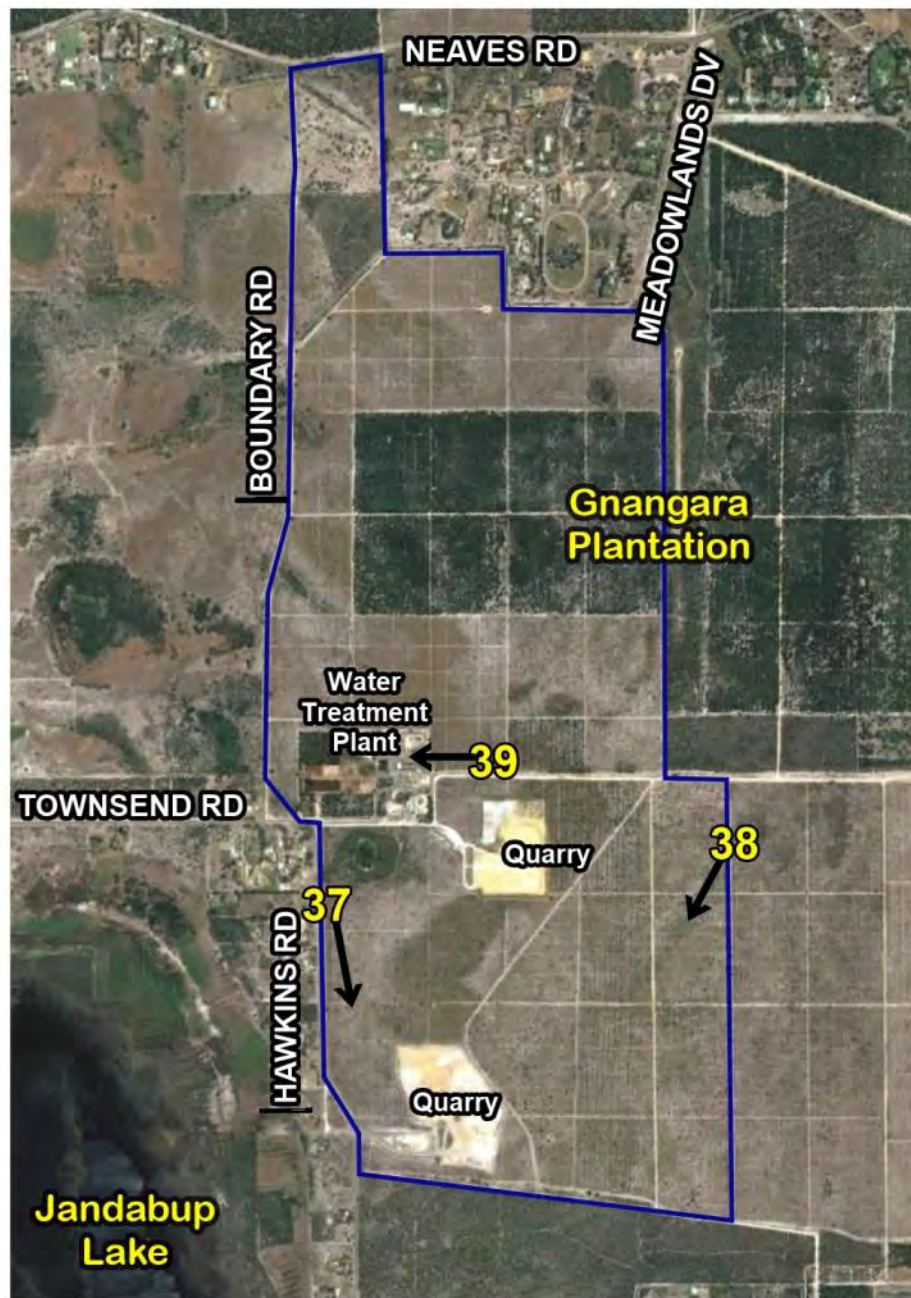 NEAVES RD
MEADOWLANDS DV
BOUNDARY RD
Gnangara
Plantation
Water
Treatment
Plant
39
TOWNSEND RD
Quarry
38
37
HAWKINS RD
Quarry
Jandabup
Lake